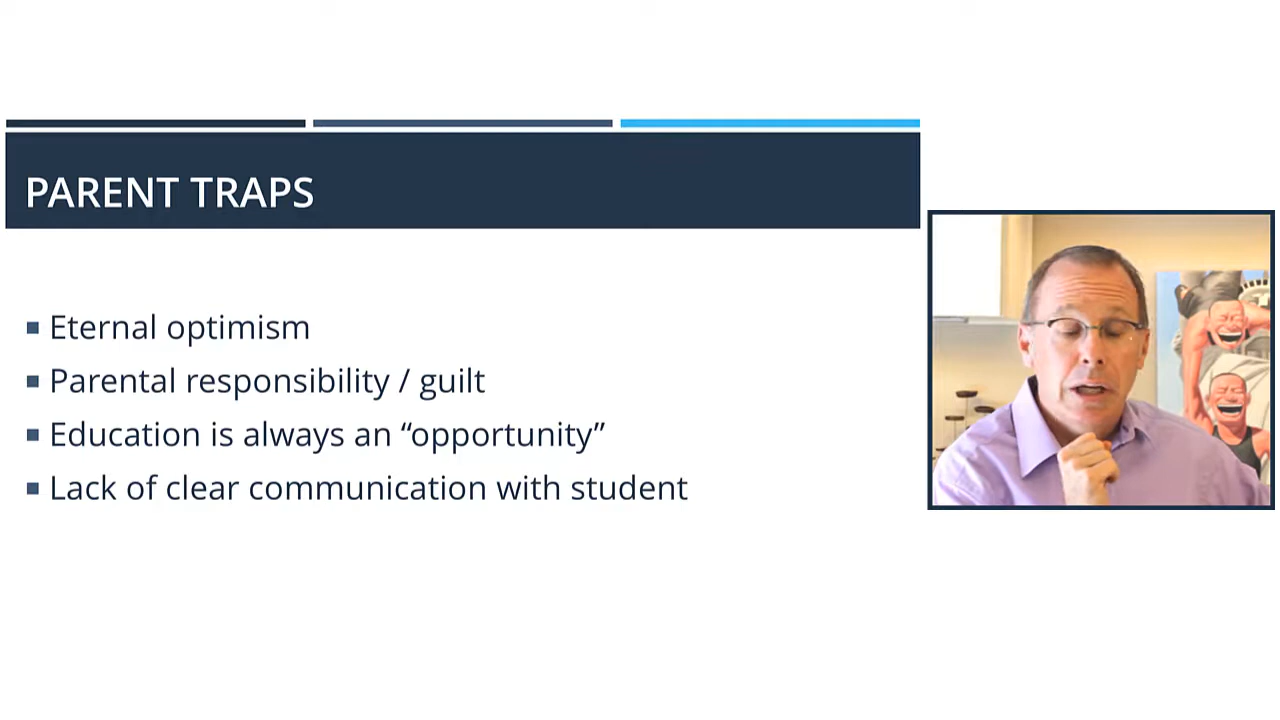 PARENT TRAPS
Eternal optimism
Parental responsibility / guilt
Education is always an “opportunity”
Lack of clear communication with student